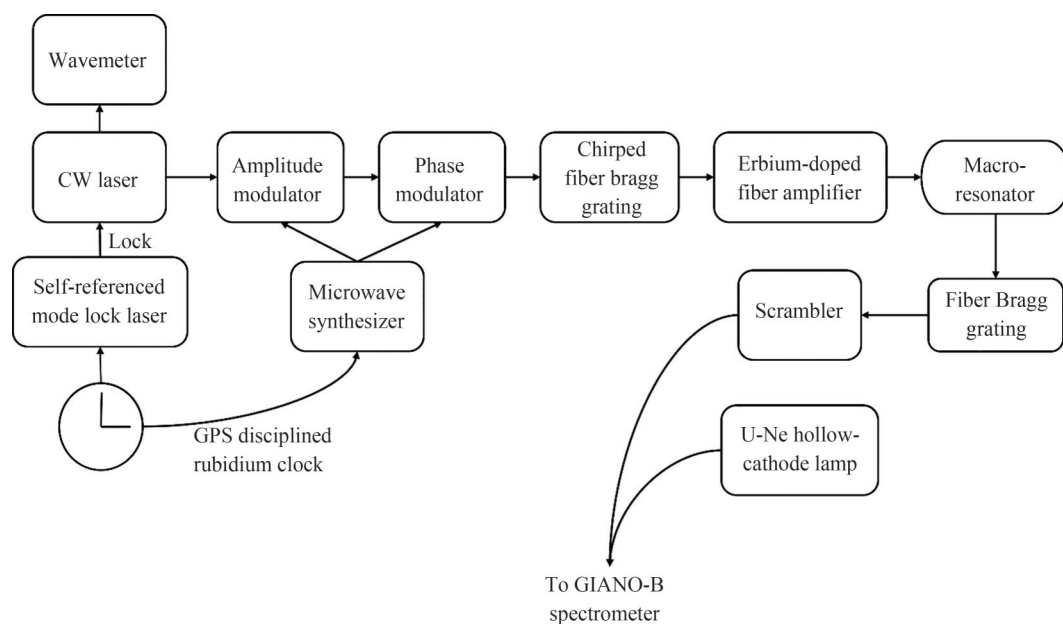 Wavemeter
CW laser
Amplitude
modulator
Phase
modulator
Chirped
fiber bragg
grating
Erbium-doped
fiber amplifier
Macro-
resonator
Lock
Self-referenced
mode lock laser
Microwave
synthesizer
Scrambler
Fiber Bragg
grating
GPS disciplined
rubidium clock
U-Ne hollow-
cathode lamp
To GIANO-B
spectrometer